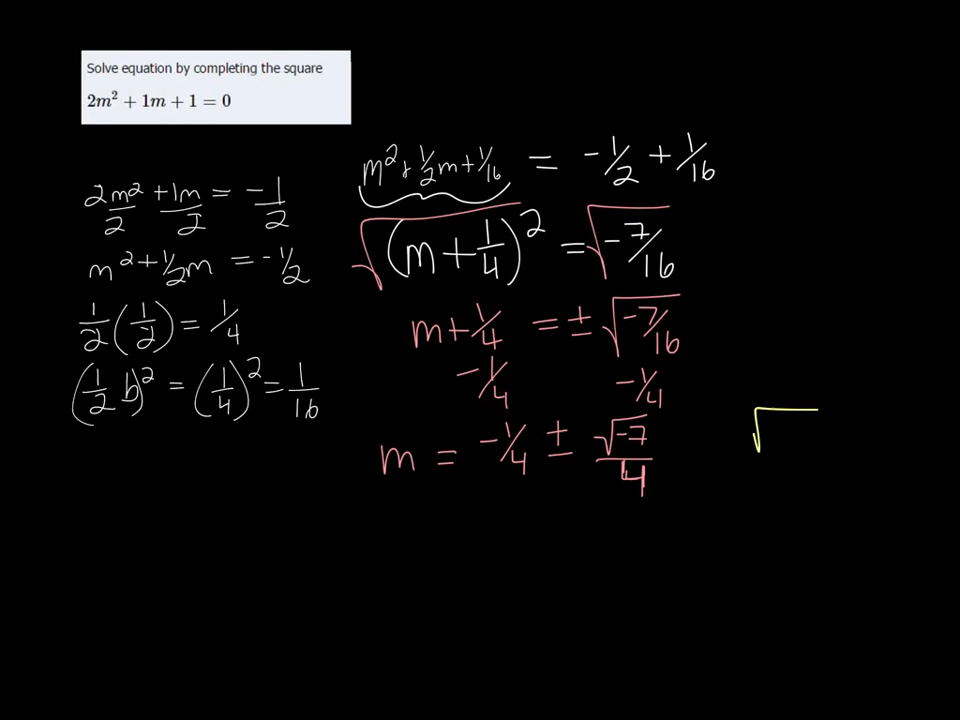 Solve equation by completing the square
2m² + 1m + 1 = 0
2m²/2 + 1m/2 = -1/2
m² + 1/2m = -1/2
1/2(1/2) = 1/4
(1/2 b)² = (1/4)² = 1/16
m² + 1/2m + 1/16 = -1/2 + 1/16
√(m + 1/4)² = √-7/16
m + 1/4 = ± √-7/16
-1/4 -1/4
m = -1/4 ± √-7/4
√